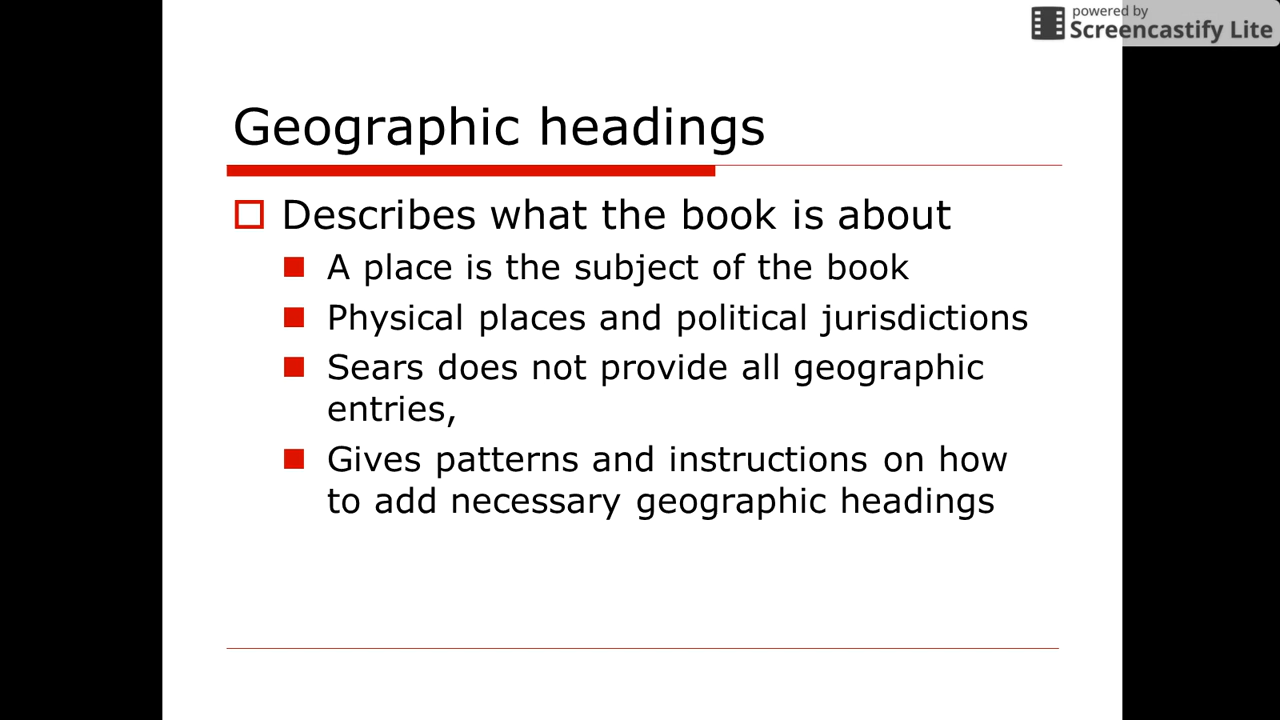 powered by
Screencastify Lite
Geographic headings
Describes what the book is about
A place is the subject of the book
Physical places and political jurisdictions
Sears does not provide all geographic
entries,
Gives patterns and instructions on how
to add necessary geographic headings